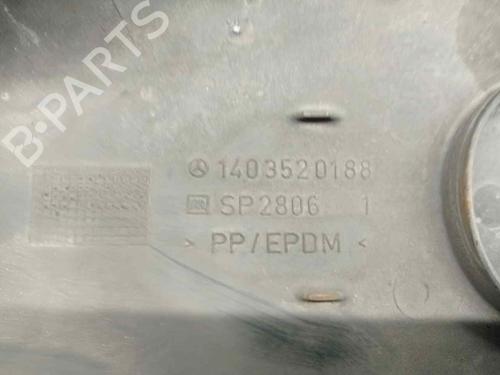 B-PARTS
1403520188
SP2806 1
> PP/EPDM <